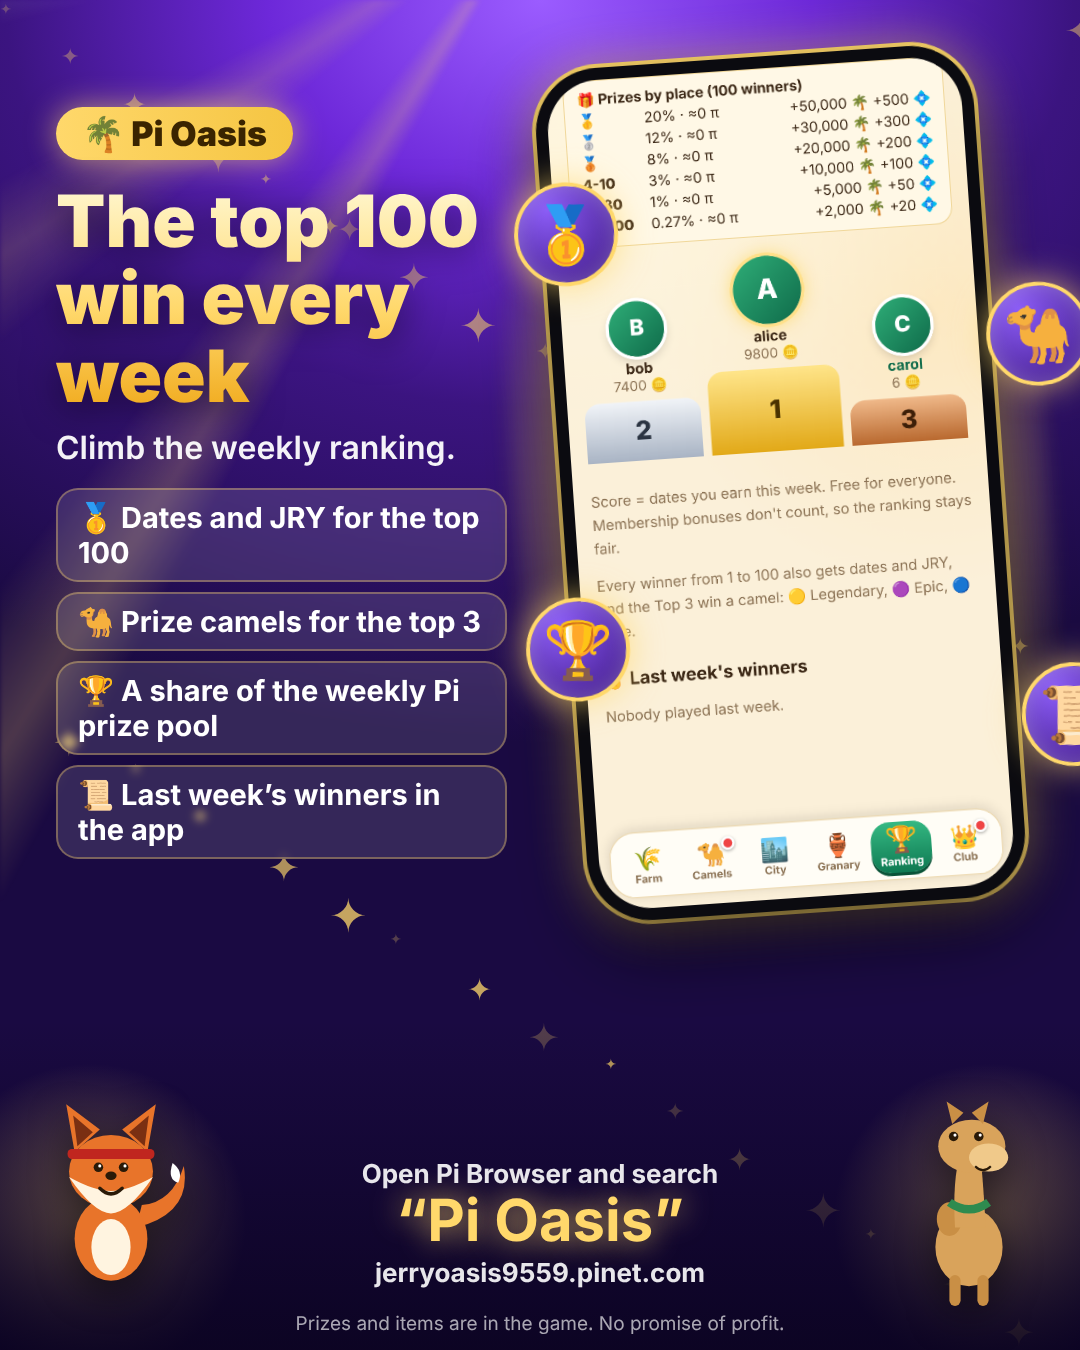 Pi Oasis
The top 100
win every
week
Climb the weekly ranking.
🥇 Dates and JRY for the top
100
🐪 Prize camels for the top 3
🏆 A share of the weekly Pi
prize pool
📜 Last week’s winners in
the app
🎁 Prizes by place (100 winners)
🥇 20% · ≈0 π +50,000 🌴 +500 💠
🥈 12% · ≈0 π +30,000 🌴 +300 💠
🥉 8% · ≈0 π +20,000 🌴 +200 💠
4-10 3% · ≈0 π +10,000 🌴 +100 💠
1% · ≈0 π +5,000 🌴 +50 💠
0.27% · ≈0 π +2,000 🌴 +20 💠
A
B
C
alice
9800
bob
7400
carol
6
1
2
3
Score = dates you earn this week. Free for everyone.
Membership bonuses don't count, so the ranking stays
fair.
Every winner from 1 to 100 also gets dates and JRY,
the Top 3 win a camel: 🟡 Legendary, 🟣 Epic, 🔵
Last week's winners
Nobody played last week.
Farm
Camels
City
Granary
Ranking
Club
Open Pi Browser and search
“Pi Oasis”
jerryoasis9559.pinet.com
Prizes and items are in the game. No promise of profit.